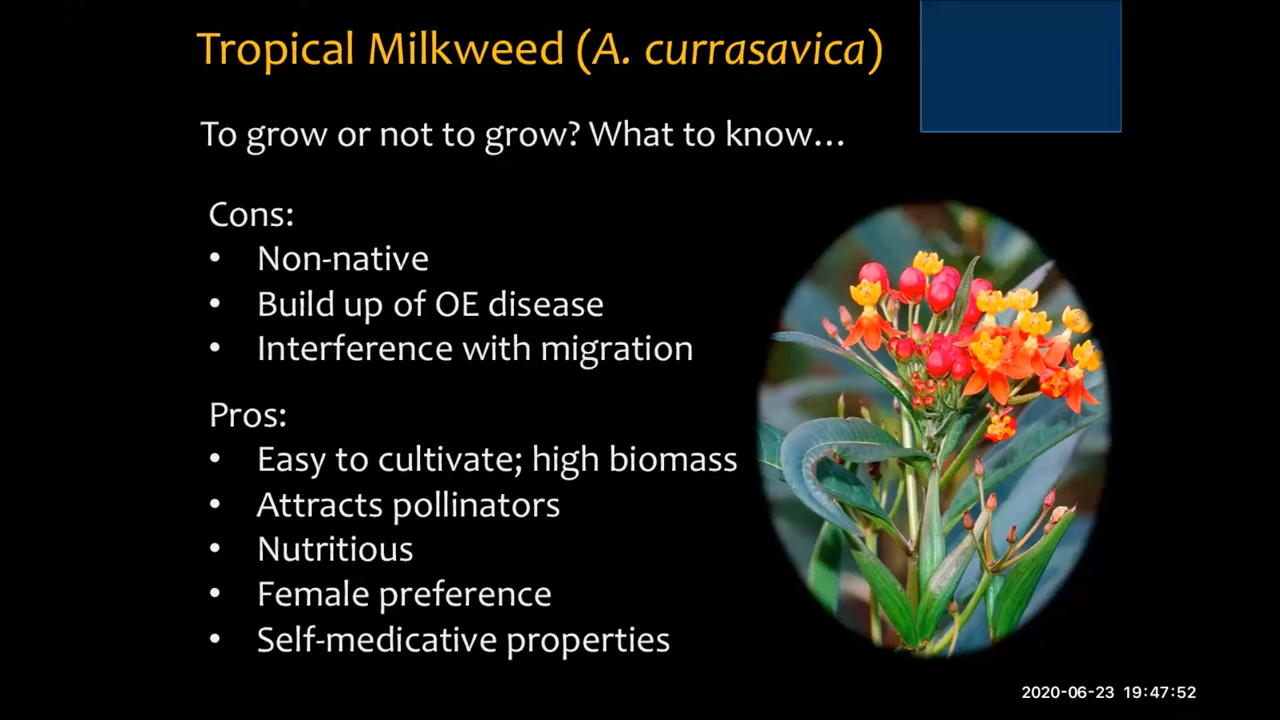 Tropical Milkweed (A. currasavica)
To grow or not to grow? What to know...
Cons:
• Non-native
• Build up of OE disease
• Interference with migration
Pros:
• Easy to cultivate; high biomass
• Attracts pollinators
• Nutritious
• Female preference
• Self-medicative properties
2020-06-23 19:47:52